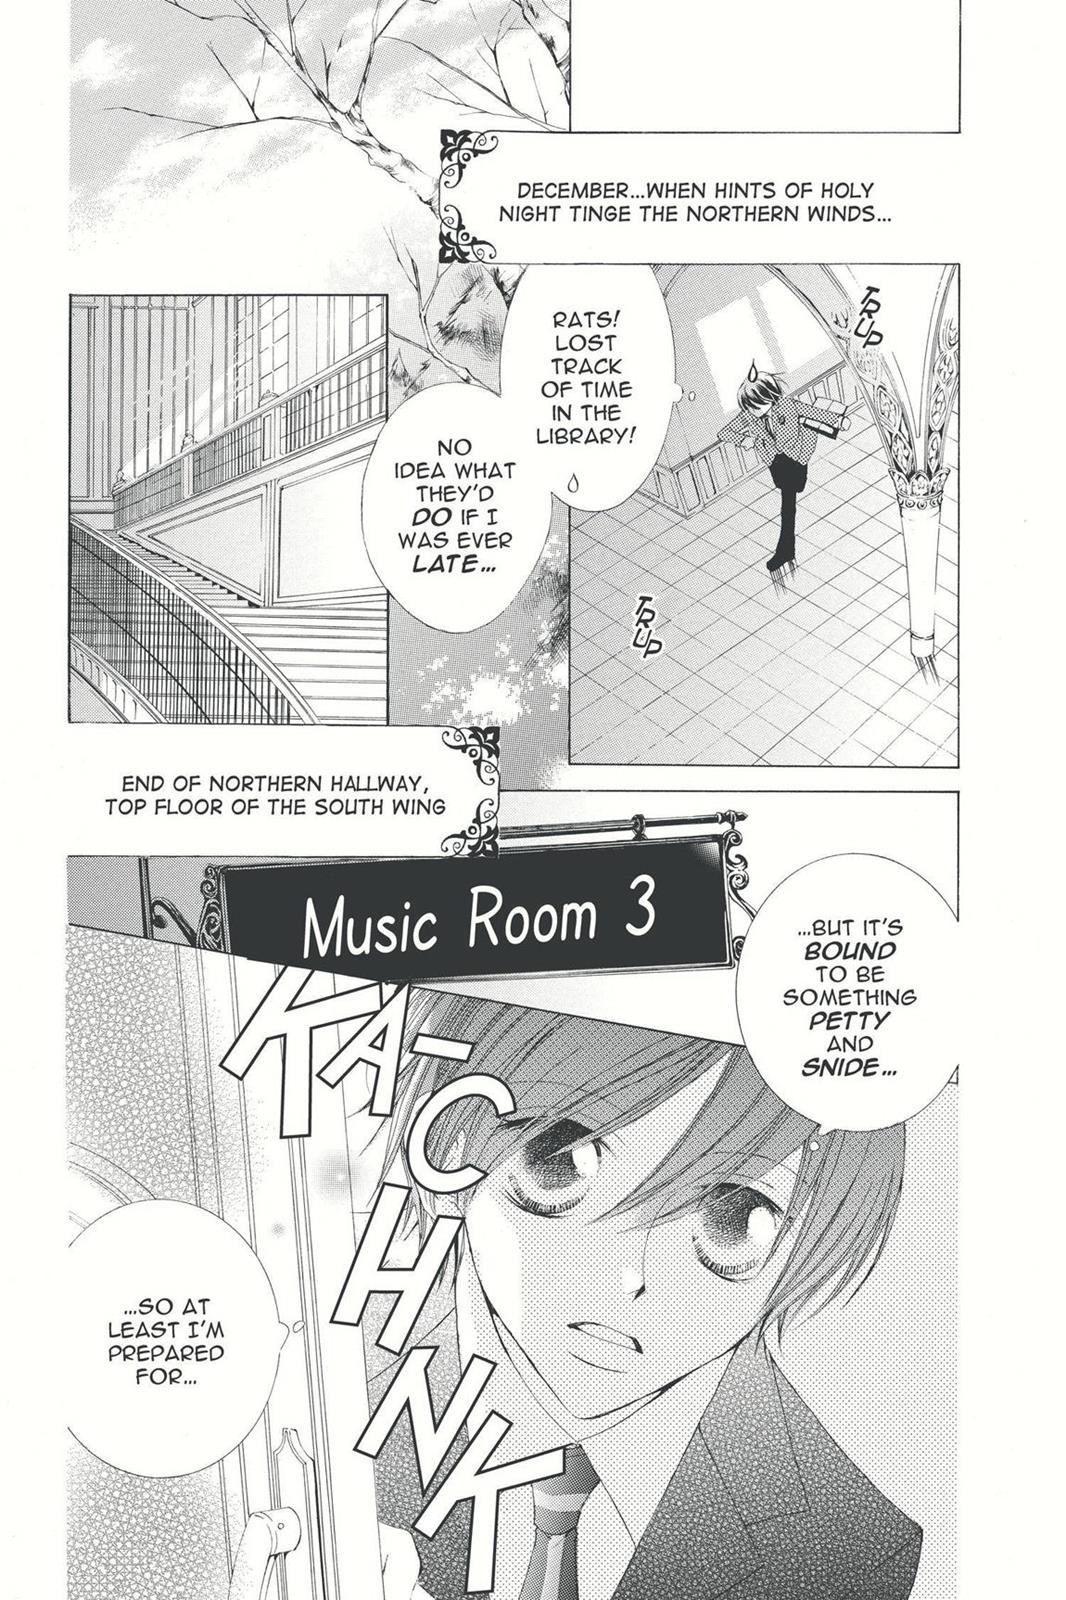 DECEMBER...WHEN HINTS OF HOLY
NIGHT TINGE THE NORTHERN WINDS...
TRUP
RATS!
LOST
TRACK
OF TIME
IN THE
LIBRARY!
NO
IDEA WHAT
THEY'D
DO IF I
WAS EVER
LATE...
TRUP
END OF NORTHERN HALLWAY,
TOP FLOOR OF THE SOUTH WING
Music Room 3
...BUT IT'S
BOUND
TO BE
SOMETHING
PETTY
AND
SNIDE...
KA-CHNK
...SO AT
LEAST I'M
PREPARED
FOR...